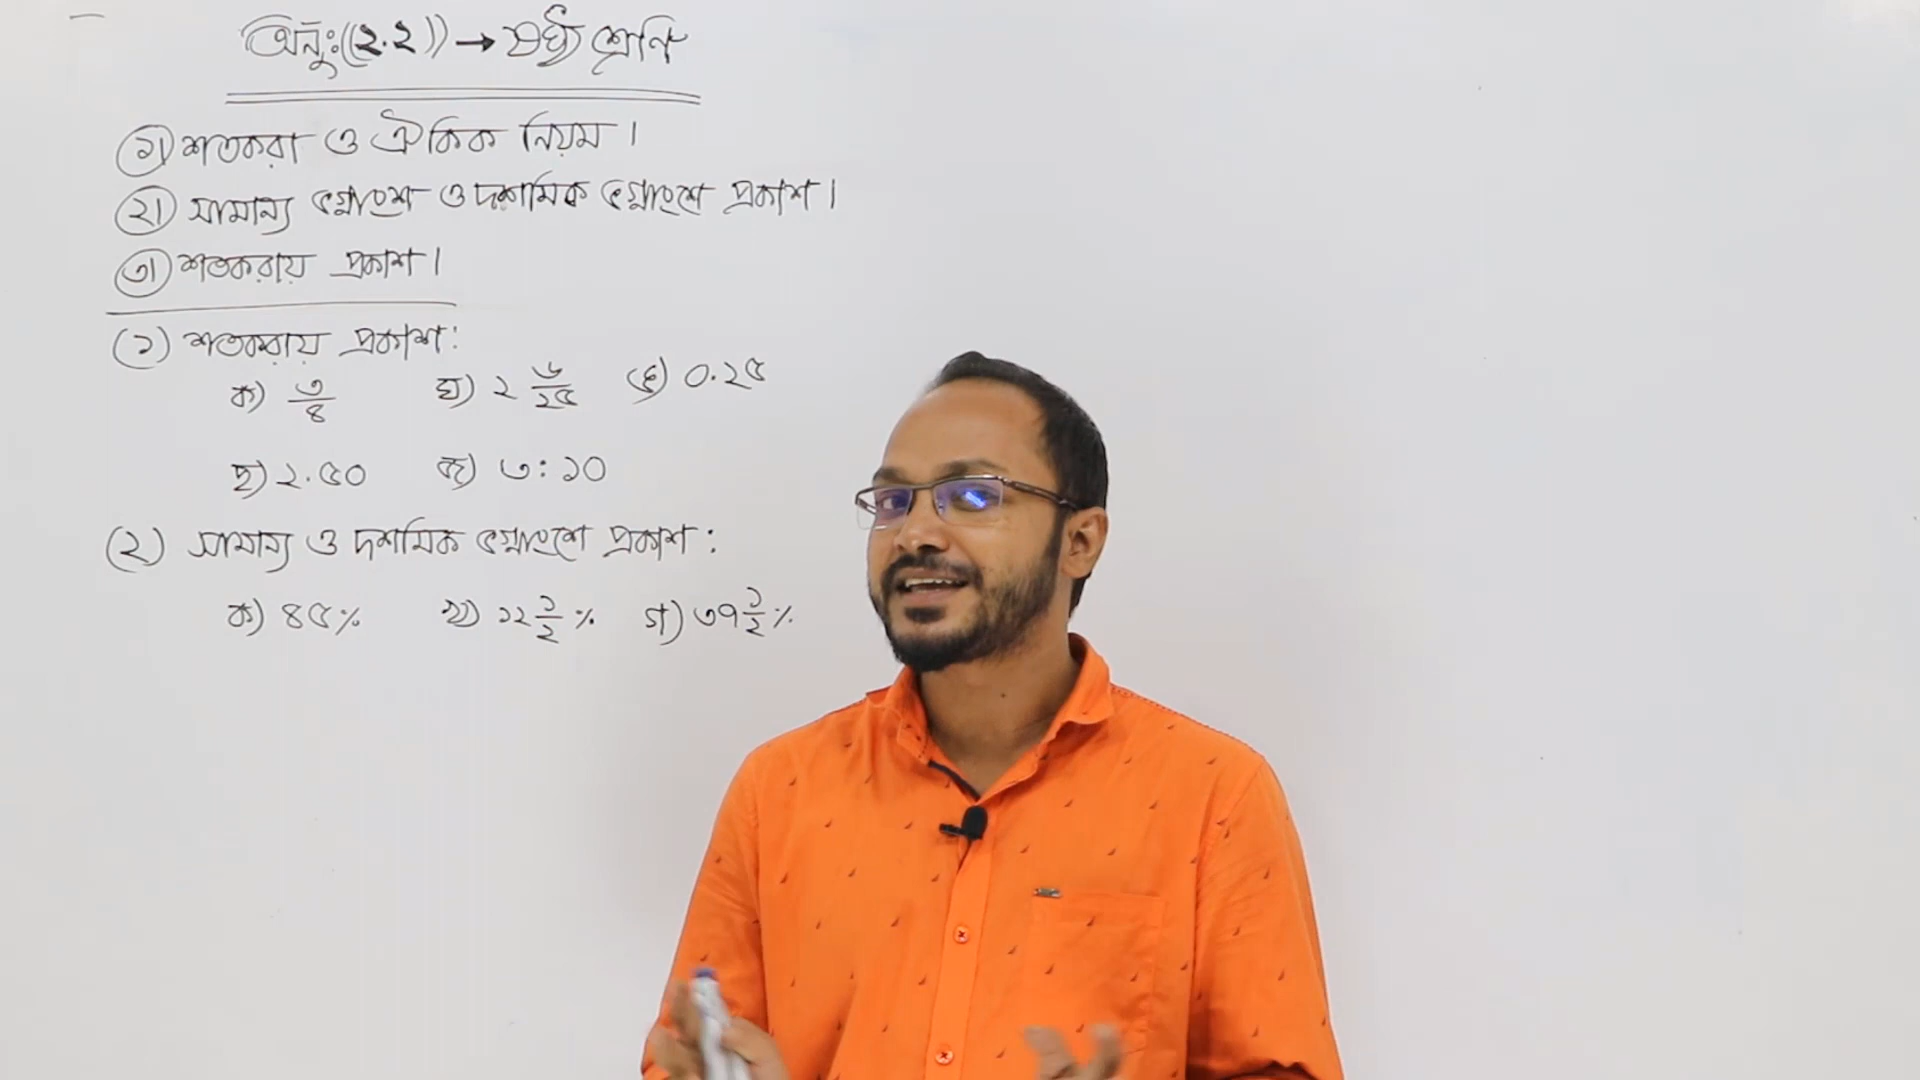 অনুঃ((২.২)) → ষষ্ঠ শ্রেণি
১। শতকরা ও ঐকিক নিয়ম।
২। সামান্য ভগ্নাংশ ও দশমিক ভগ্নাংশে প্রকাশ।
৩। শতকরায় প্রকাশ।
(১) শতকরায় প্রকাশ:
ক) ৩/৪ ঘ) ২ ৬/২৫ ঙ) ০.২৫
চ) ২.৫০ ছ) ৩:১০
(২) সামান্য ও দশমিক ভগ্নাংশে প্রকাশ:
ক) ৪৫% খ) ১২ ১/২ % গ) ৩৭ ১/২ %